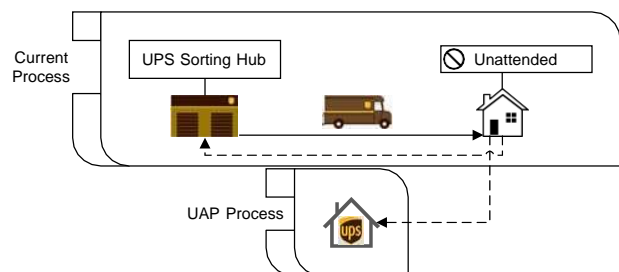 Current
Process
UPS Sorting Hub
Unattended
UAP Process
ups